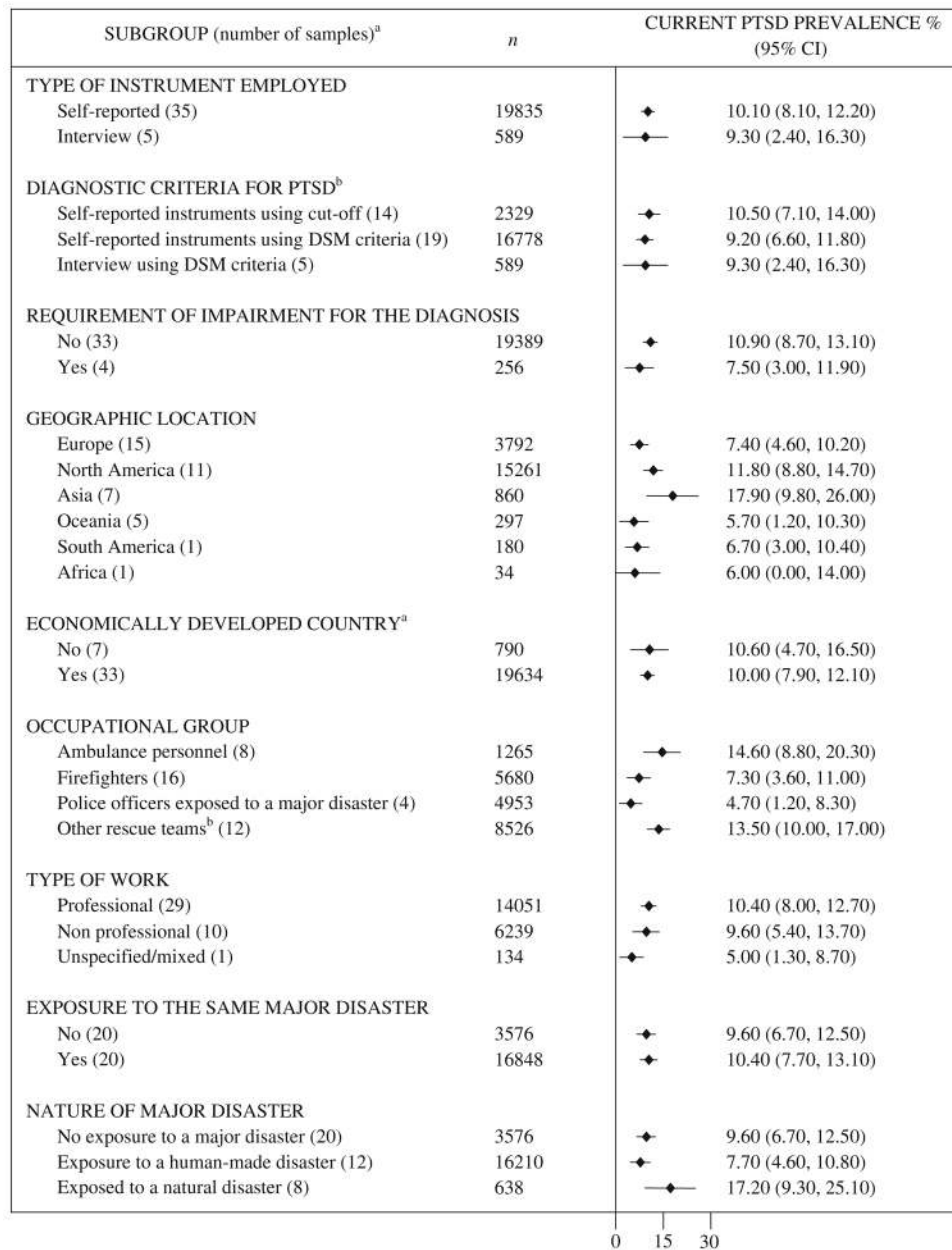 SUBGROUP (number of samples)ᵃ n CURRENT PTSD PREVALENCE %
(95% CI)
TYPE OF INSTRUMENT EMPLOYED
Self-reported (35) 19835 10.10 (8.10, 12.20)
Interview (5) 589 9.30 (2.40, 16.30)
DIAGNOSTIC CRITERIA FOR PTSDᵇ
Self-reported instruments using cut-off (14) 2329 10.50 (7.10, 14.00)
Self-reported instruments using DSM criteria (19) 16778 9.20 (6.60, 11.80)
Interview using DSM criteria (5) 589 9.30 (2.40, 16.30)
REQUIREMENT OF IMPAIRMENT FOR THE DIAGNOSIS
No (33) 19389 10.90 (8.70, 13.10)
Yes (4) 256 7.50 (3.00, 11.90)
GEOGRAPHIC LOCATION
Europe (15) 3792 7.40 (4.60, 10.20)
North America (11) 15261 11.80 (8.80, 14.70)
Asia (7) 860 17.90 (9.80, 26.00)
Oceania (5) 297 5.70 (1.20, 10.30)
South America (1) 180 6.70 (3.00, 10.40)
Africa (1) 34 6.00 (0.00, 14.00)
ECONOMICALLY DEVELOPED COUNTRYᵃ
No (7) 790 10.60 (4.70, 16.50)
Yes (33) 19634 10.00 (7.90, 12.10)
OCCUPATIONAL GROUP
Ambulance personnel (8) 1265 14.60 (8.80, 20.30)
Firefighters (16) 5680 7.30 (3.60, 11.00)
Police officers exposed to a major disaster (4) 4953 4.70 (1.20, 8.30)
Other rescue teamsᵇ (12) 8526 13.50 (10.00, 17.00)
TYPE OF WORK
Professional (29) 14051 10.40 (8.00, 12.70)
Non professional (10) 6239 9.60 (5.40, 13.70)
Unspecified/mixed (1) 134 5.00 (1.30, 8.70)
EXPOSURE TO THE SAME MAJOR DISASTER
No (20) 3576 9.60 (6.70, 12.50)
Yes (20) 16848 10.40 (7.70, 13.10)
NATURE OF MAJOR DISASTER
No exposure to a major disaster (20) 3576 9.60 (6.70, 12.50)
Exposure to a human-made disaster (12) 16210 7.70 (4.60, 10.80)
Exposed to a natural disaster (8) 638 17.20 (9.30, 25.10)
0 15 30